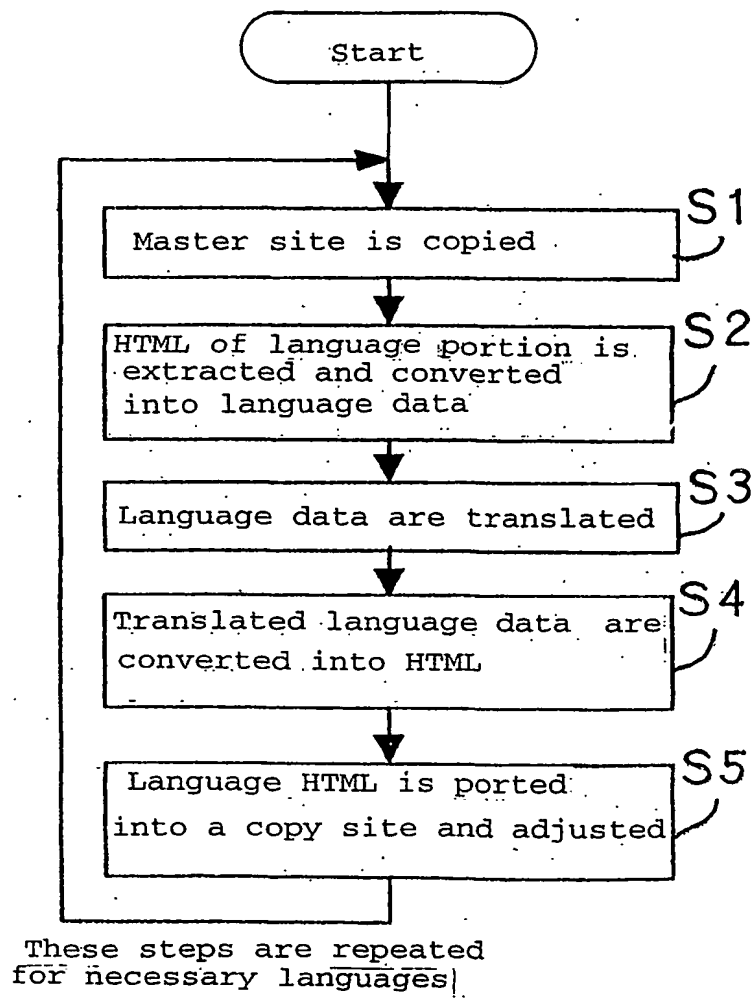 Start
S1
Master site is copied
S2
HTML of language portion is
extracted and converted
into language data
S3
Language data are translated
S4
Translated language data are
converted into HTML
S5
Language HTML is ported
into a copy site and adjusted
These steps are repeated
for necessary languages